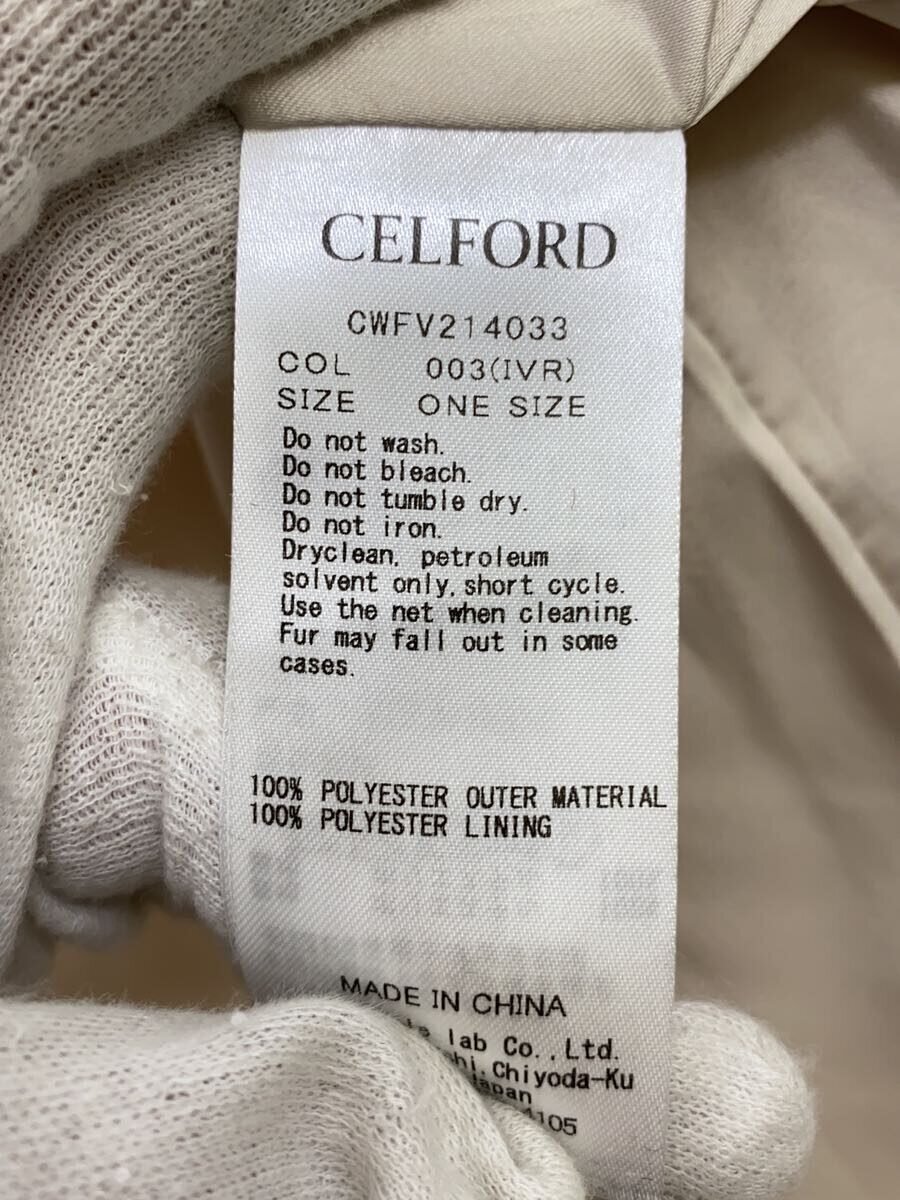 CELFORD
CWFV214033
COL 003(IVR)
SIZE ONE SIZE
Do not wash.
Do not bleach.
Do not tumble dry.
Do not iron.
Dryclean, petroleum
solvent only, short cycle.
Use the net when cleaning.
Fur may fall out in some
cases.
100% POLYESTER OUTER MATERIAL
100% POLYESTER LINING
MADE IN CHINA
lab Co.,Ltd.
Chiyoda-Ku
Japan
4105